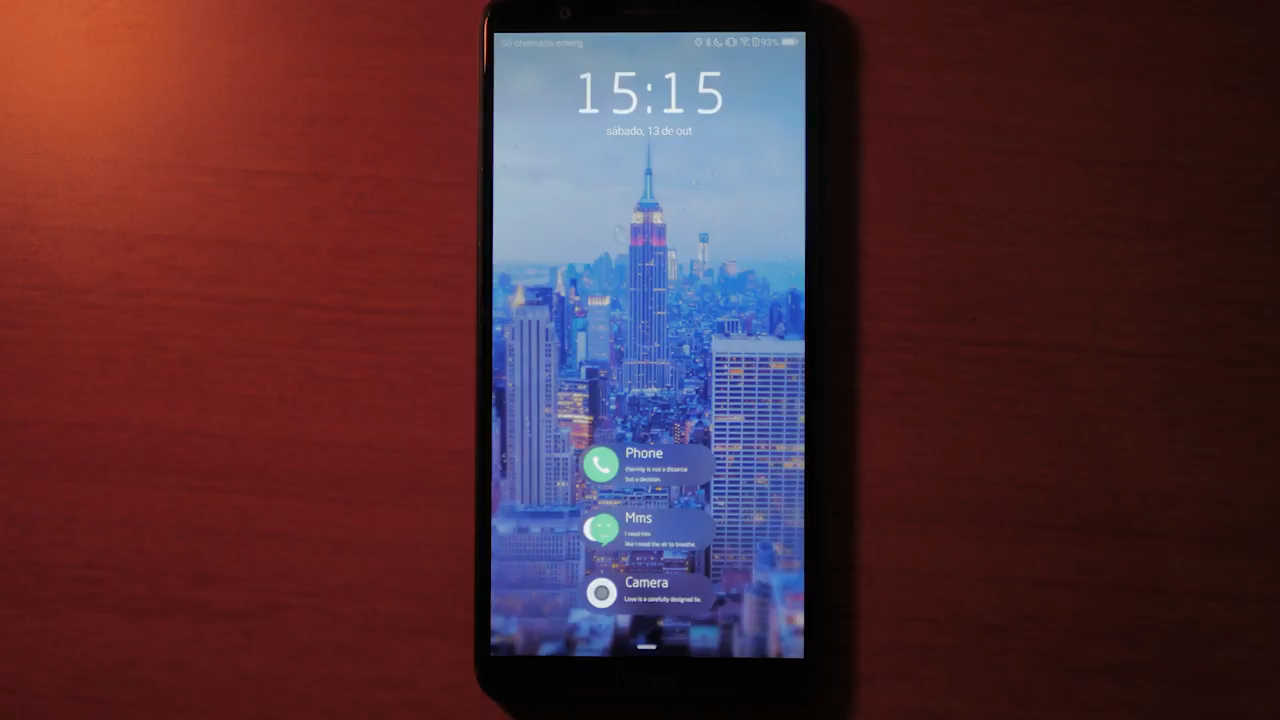 Só chamada emerg
93%
15:15
sábado, 13 de out
Phone
Eternity is not a distance
but a decision.
Mms
I need him
like I need the air to breathe.
Camera
Love is a carefully designed lie.